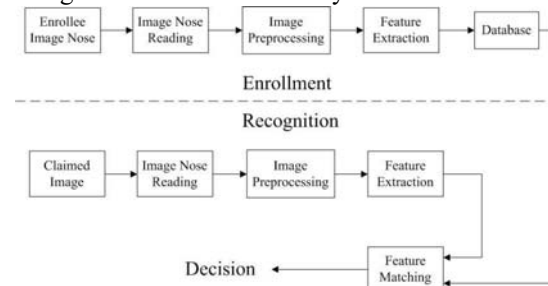 Enrollee
Image Nose
Image Nose
Reading
Image
Preprocessing
Feature
Extraction
Database
Enrollment
Recognition
Claimed
Image
Image Nose
Reading
Image
Preprocessing
Feature
Extraction
Feature
Matching
Decision